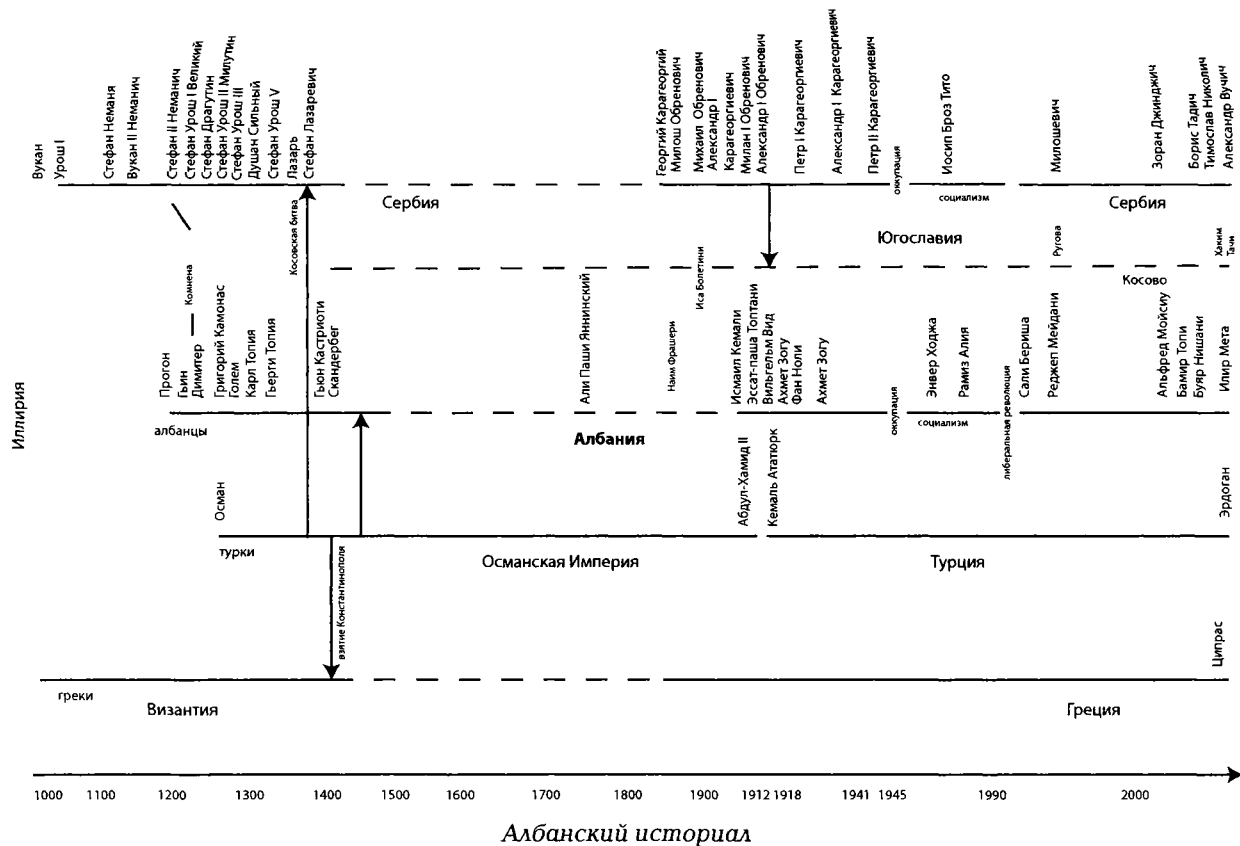 Вукан
Урош I
Стефан Неманя
Вукан II Неманич
Стефан II Неманич
Стефан Урош I Великий
Стефан Драгутин
Стефан Урош II Милутин
Стефан Урош III
Душан Сильный
Стефан Урош V
Лазарь
Стефан Лазаревич
Георгий Карагеоргий
Милош Обренович
Михаил Обренович
Александр I
Карагеоргиевич
Милан I Обренович
Александр I Обренович
Петр I Карагеоргиевич
Александр I Карагеоргиевич
Петр II Карагеоргиевич
оккупация
Иосип Броз Тито
социализм
Милошевич
Зоран Джинджич
Борис Тадич
Тимослав Николич
Александр Вучич
Сербия
Сербия
Югославия
Косовская битва
Комнена
Иса Болетини
Ругова
Хаким
Тачи
Косово
Иллирия
Прогон
Гьин
Димитер
Григорий Камонас
Голем
Карл Топия
Гьерги Топия
Гьон Кастриоти
Скандербег
Али Паши Яннинский
Наим Фрашери
Исмаил Кемали
Эссат-паша Топтани
Вильгельм Вид
Ахмет Зогу
Фан Ноли
Ахмет Зогу
оккупация
Энвер Ходжа
Рамиз Алия
социализм
либеральная революция
Сали Бериша
Реджеп Мейдани
Альфред Мойсиу
Бамир Топи
Буяр Нишани
Илир Мета
албанцы
Албания
Осман
Абдул-Хамид II
Кемаль Ататюрк
Эрдоган
турки
Османская Империя
Турция
взятие Константинополя
Ципрас
греки
Византия
Греция
1000 1100 1200 1300 1400 1500 1600 1700 1800 1900 1912 1918 1941 1945 1990 2000
Албанский историал